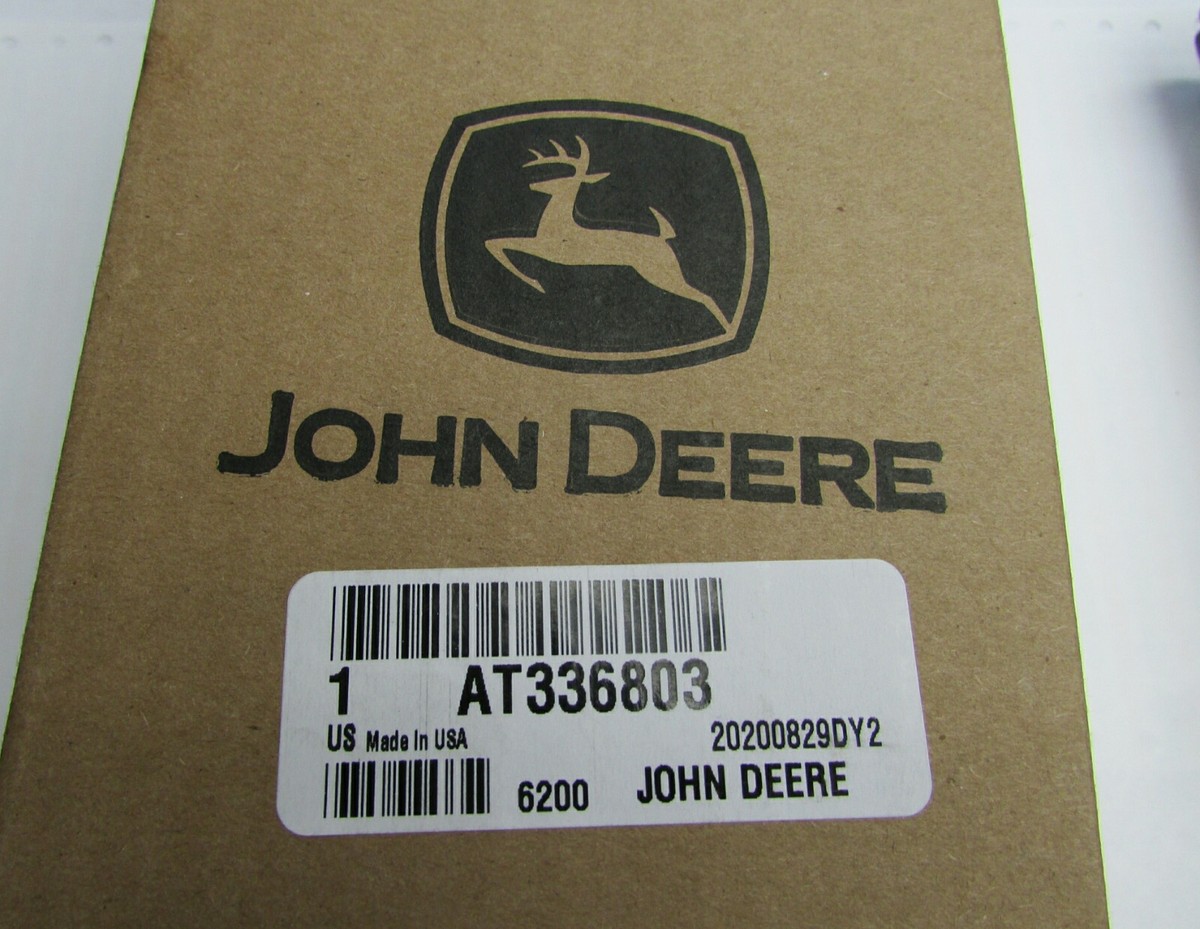 JOHN DEERE
1 AT336803
US Made In USA 20200829DY2
6200 JOHN DEERE